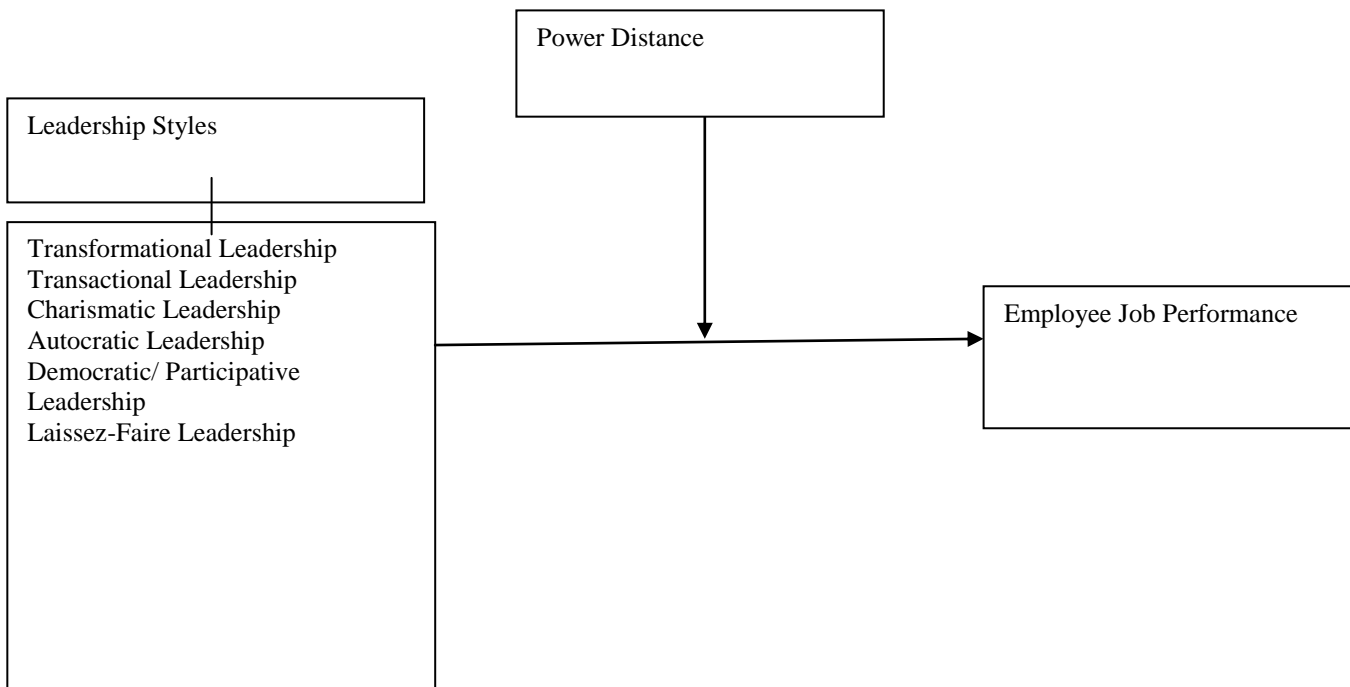 Power Distance
Leadership Styles
Transformational Leadership
Transactional Leadership
Charismatic Leadership
Autocratic Leadership
Democratic/ Participative
Leadership
Laissez-Faire Leadership
Employee Job Performance